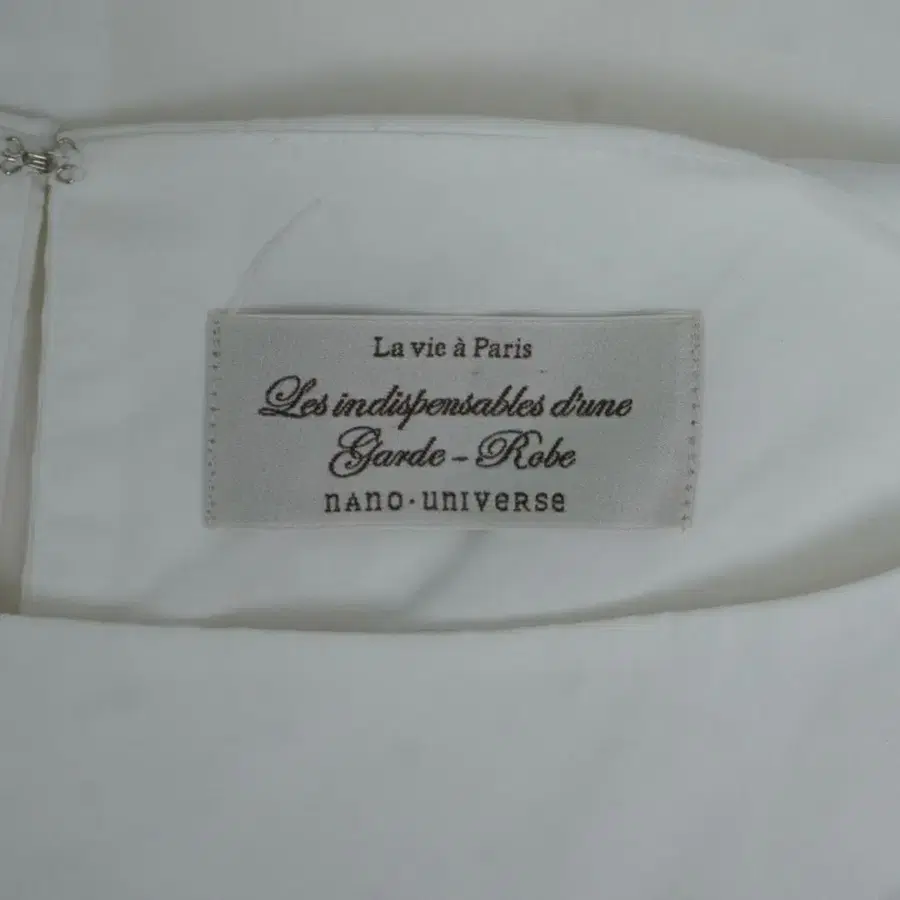 La vie à Paris
Les indispensables d'une
Garde - Robe
nano·universe